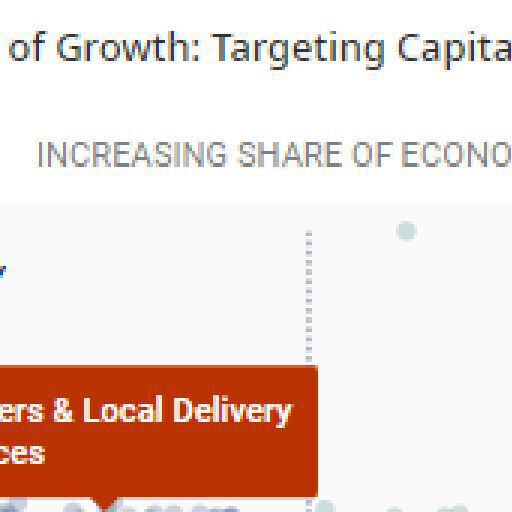 of Growth: Targeting Capita
INCREASING SHARE OF ECONO
ers & Local Delivery
ces